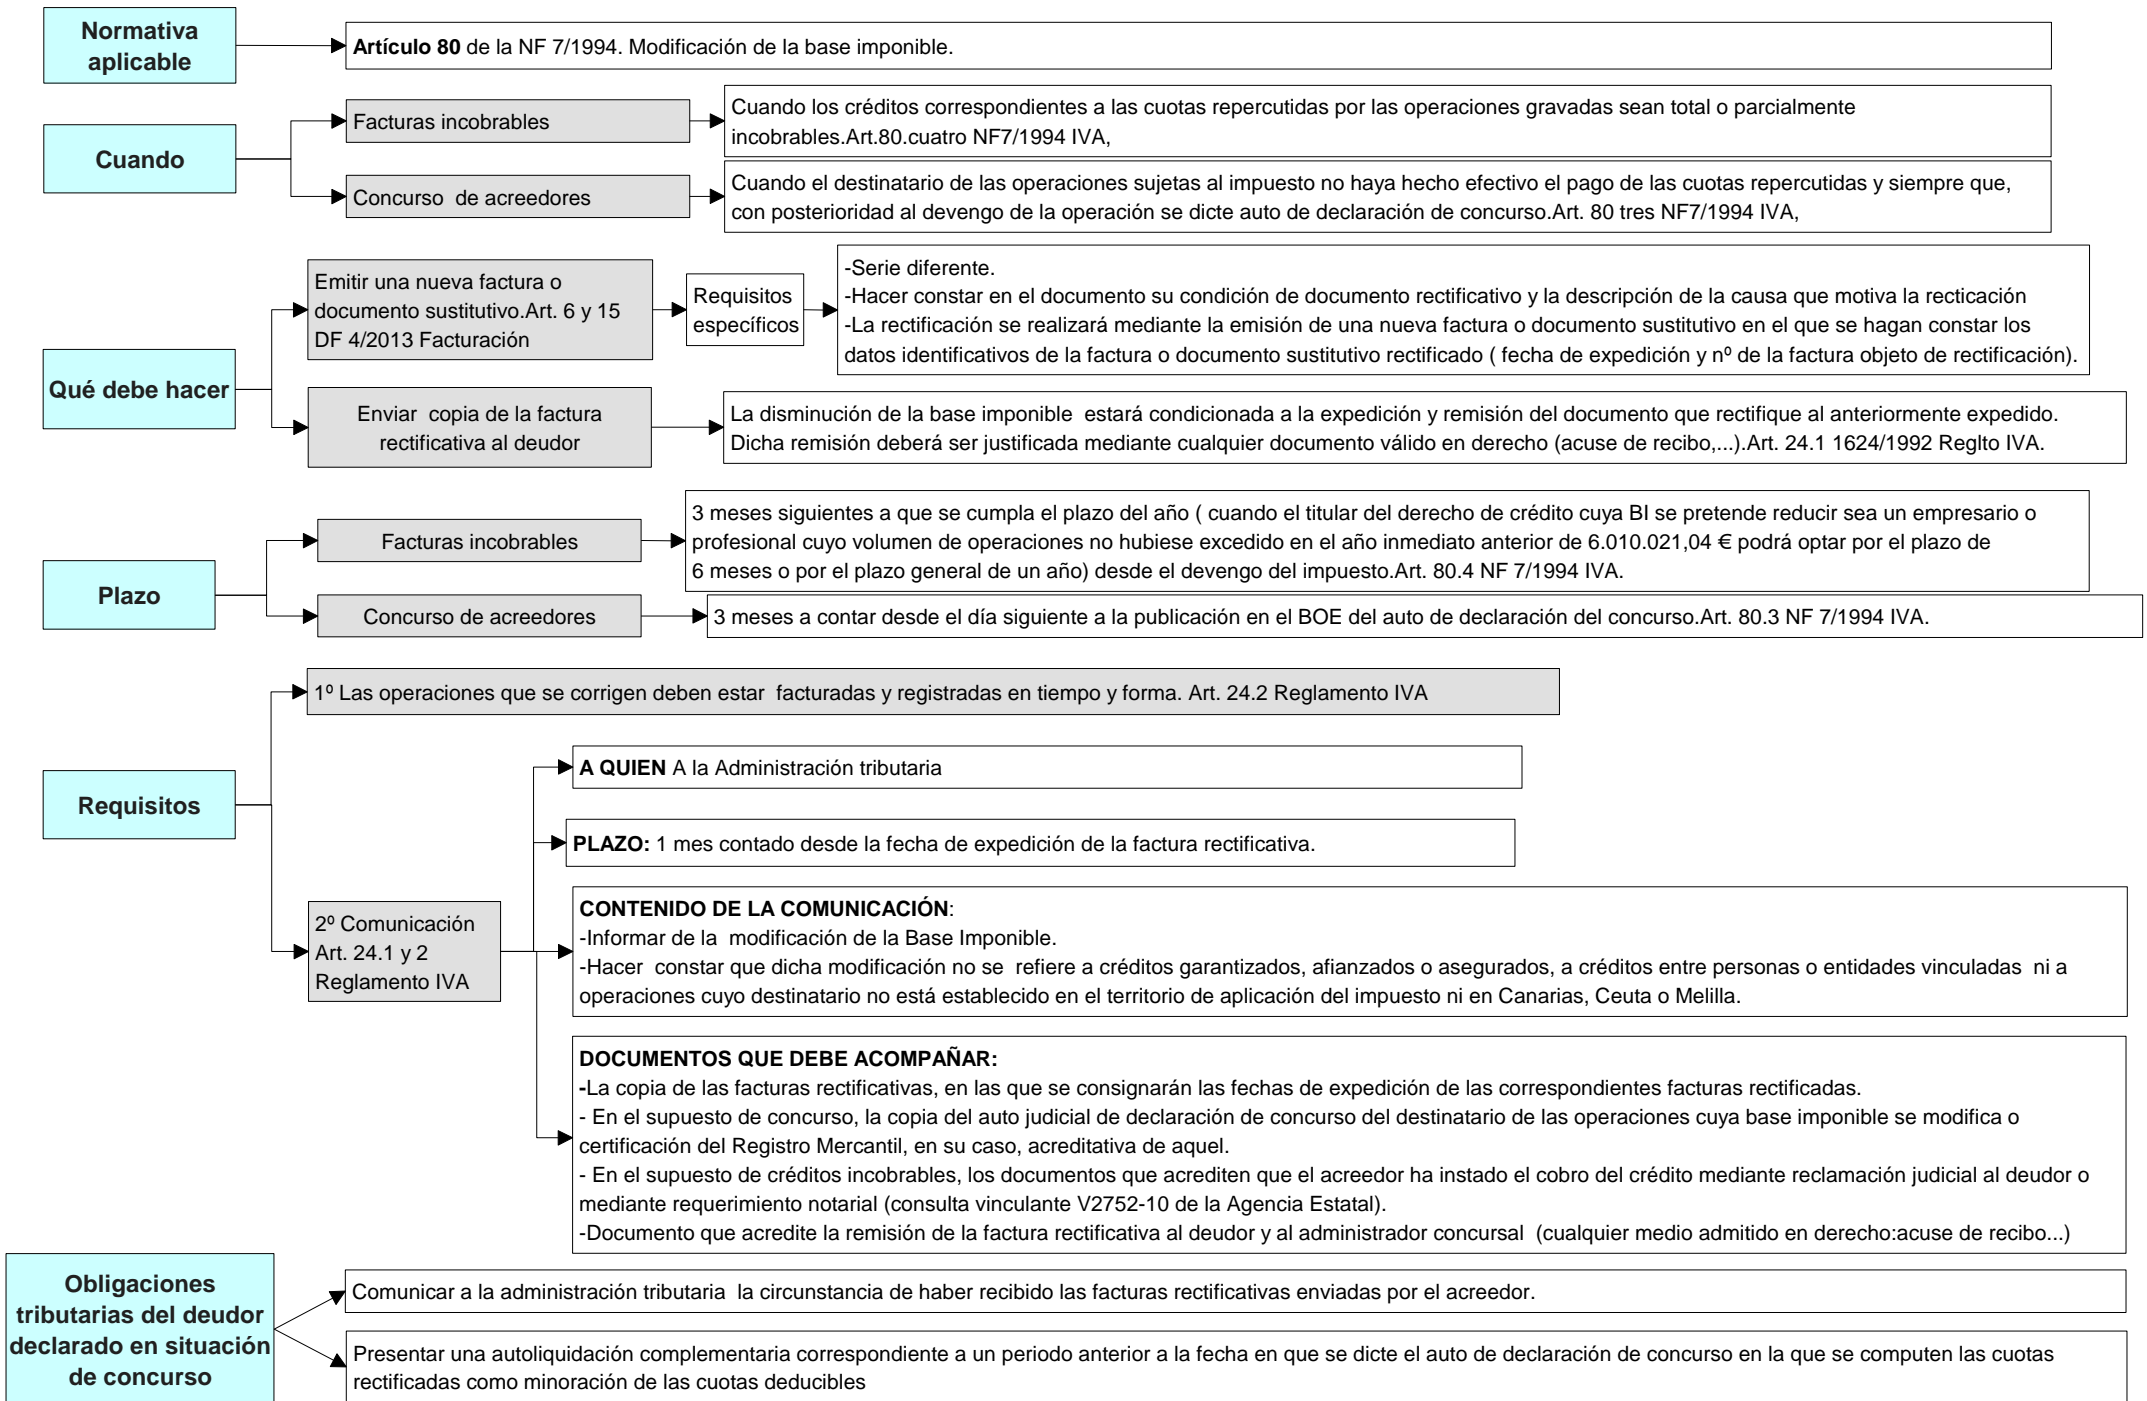 Normativa
aplicable
Artículo 80 de la NF 7/1994. Modificación de la base imponible.
Cuando
Facturas incobrables
Cuando los créditos correspondientes a las cuotas repercutidas por las operaciones gravadas sean total o parcialmente
incobrables.Art.80.cuatro NF7/1994 IVA,
Concurso  de acreedores
Cuando el destinatario de las operaciones sujetas al impuesto no haya hecho efectivo el pago de las cuotas repercutidas y siempre que,
con posterioridad al devengo de la operación se dicte auto de declaración de concurso.Art. 80 tres NF7/1994 IVA,
Qué debe hacer
Emitir una nueva factura o
documento sustitutivo.Art. 6 y 15
DF 4/2013 Facturación
Requisitos
específicos
-Serie diferente.
-Hacer constar en el documento su condición de documento rectificativo y la descripción de la causa que motiva la recticación
-La rectificación se realizará mediante la emisión de una nueva factura o documento sustitutivo en el que se hagan constar los
datos identificativos de la factura o documento sustitutivo rectificado ( fecha de expedición y nº de la factura objeto de rectificación).
Enviar  copia de la factura
rectificativa al deudor
La disminución de la base imponible  estará condicionada a la expedición y remisión del documento que rectifique al anteriormente expedido.
Dicha remisión deberá ser justificada mediante cualquier documento válido en derecho (acuse de recibo,...).Art. 24.1 1624/1992 Reglto IVA.
Plazo
Facturas incobrables
3 meses siguientes a que se cumpla el plazo del año ( cuando el titular del derecho de crédito cuya BI se pretende reducir sea un empresario o
profesional cuyo volumen de operaciones no hubiese excedido en el año inmediato anterior de 6.010.021,04 € podrá optar por el plazo de
6 meses o por el plazo general de un año) desde el devengo del impuesto.Art. 80.4 NF 7/1994 IVA.
Concurso de acreedores
3 meses a contar desde el día siguiente a la publicación en el BOE del auto de declaración del concurso.Art. 80.3 NF 7/1994 IVA.
Requisitos
1º Las operaciones que se corrigen deben estar  facturadas y registradas en tiempo y forma. Art. 24.2 Reglamento IVA
2º Comunicación
Art. 24.1 y 2
Reglamento IVA
A QUIEN A la Administración tributaria
PLAZO: 1 mes contado desde la fecha de expedición de la factura rectificativa.
CONTENIDO DE LA COMUNICACIÓN:
-Informar de la  modificación de la Base Imponible.
-Hacer  constar que dicha modificación no se  refiere a créditos garantizados, afianzados o asegurados, a créditos entre personas o entidades vinculadas  ni a
operaciones cuyo destinatario no está establecido en el territorio de aplicación del impuesto ni en Canarias, Ceuta o Melilla.
DOCUMENTOS QUE DEBE ACOMPAÑAR:
-La copia de las facturas rectificativas, en las que se consignarán las fechas de expedición de las correspondientes facturas rectificadas.
- En el supuesto de concurso, la copia del auto judicial de declaración de concurso del destinatario de las operaciones cuya base imponible se modifica o
certificación del Registro Mercantil, en su caso, acreditativa de aquel.
- En el supuesto de créditos incobrables, los documentos que acrediten que el acreedor ha instado el cobro del crédito mediante reclamación judicial al deudor o
mediante requerimiento notarial (consulta vinculante V2752-10 de la Agencia Estatal).
-Documento que acredite la remisión de la factura rectificativa al deudor y al administrador concursal  (cualquier medio admitido en derecho:acuse de recibo...)
Obligaciones
tributarias del deudor
declarado en situación
de concurso
Comunicar a la administración tributaria  la circunstancia de haber recibido las facturas rectificativas enviadas por el acreedor.
Presentar una autoliquidación complementaria correspondiente a un periodo anterior a la fecha en que se dicte el auto de declaración de concurso en la que se computen las cuotas
rectificadas como minoración de las cuotas deducibles